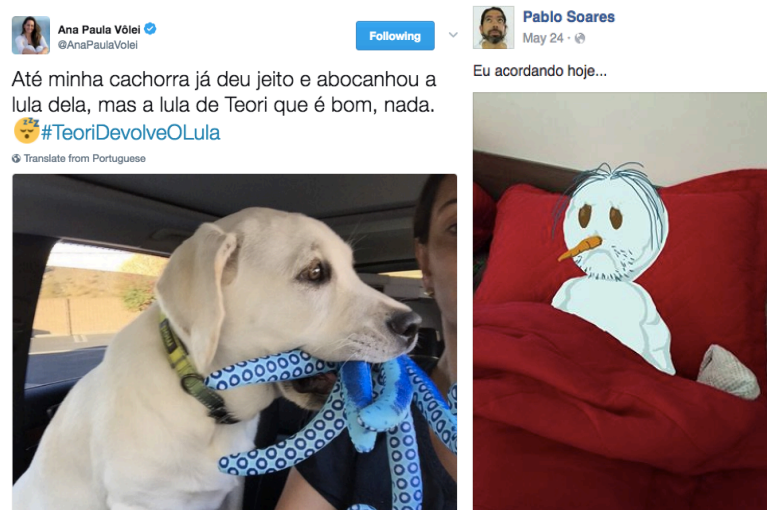 Ana Paula Vôlei
@AnaPaulaVolei
Following
Até minha cachorra já deu jeito e abocanhou a
lula dela, mas a lula de Teori que é bom, nada.
😴#TeoriDevolveOLula
Translate from Portuguese
Pablo Soares
May 24 ·
Eu acordando hoje...